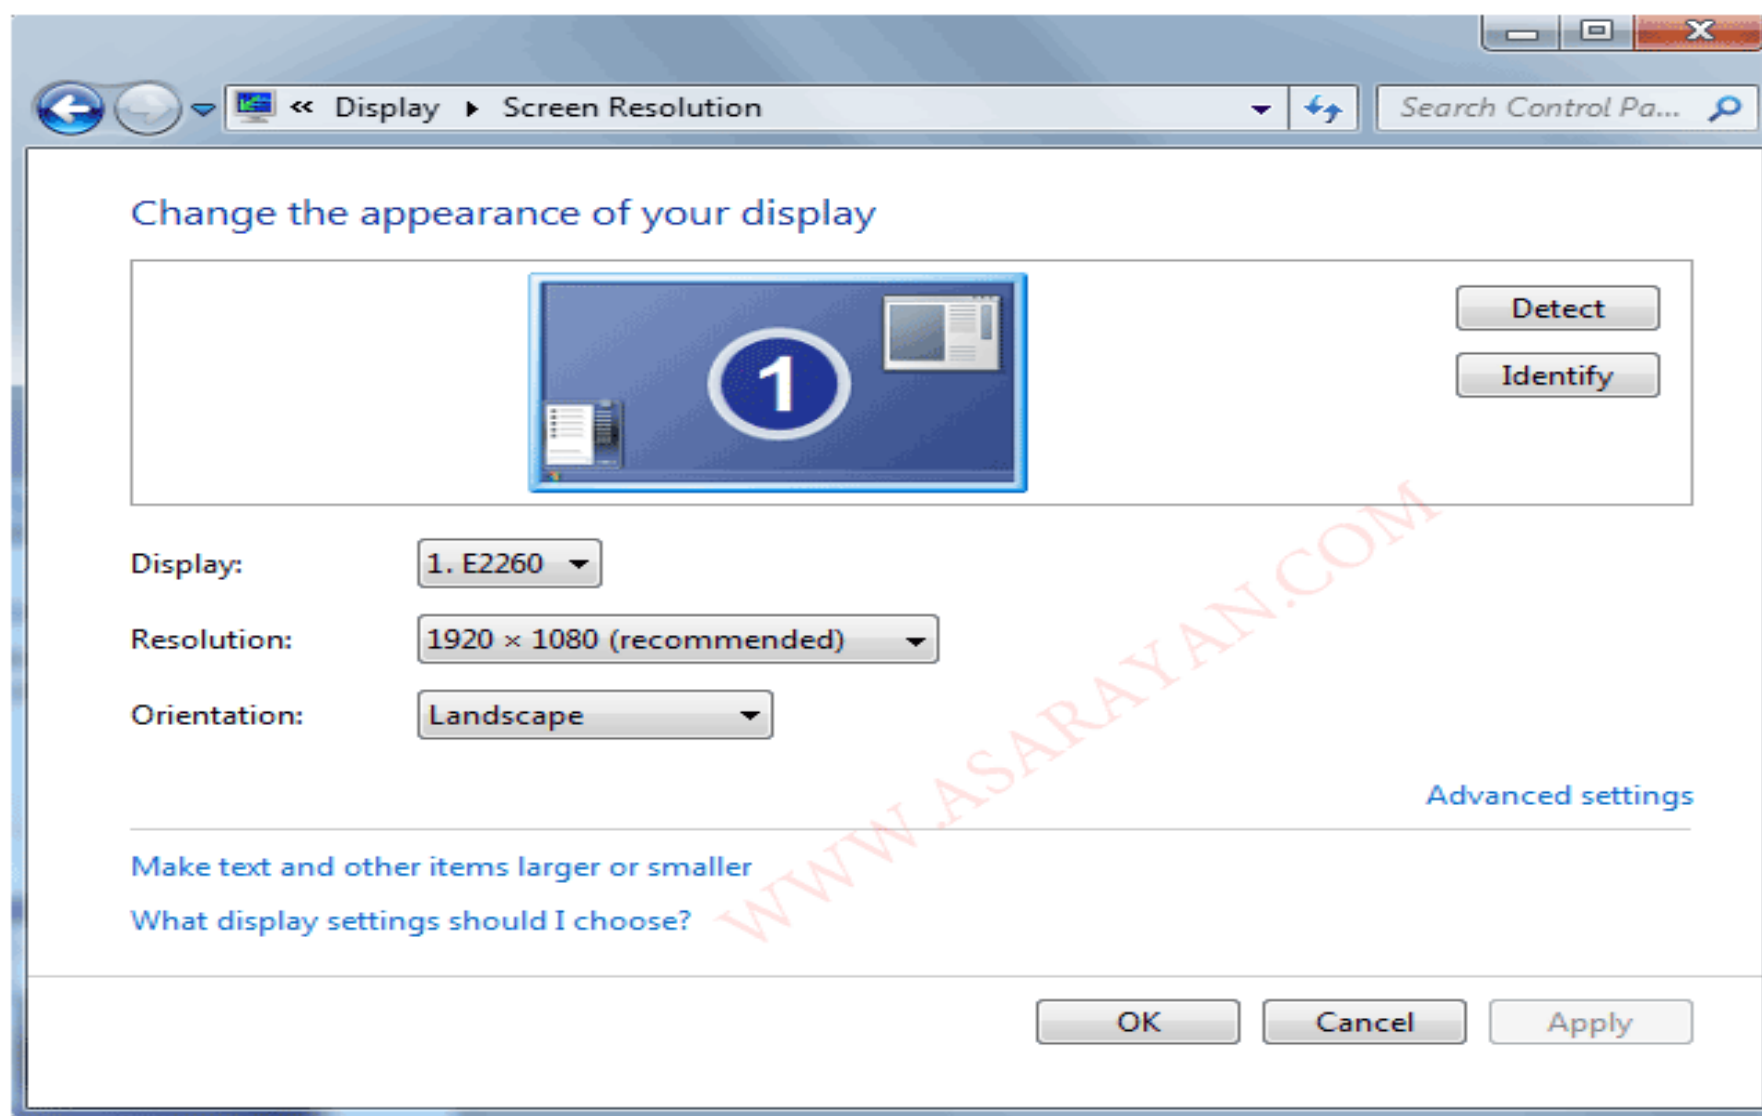 « Display ▸ Screen Resolution
Search Control Pa...
Change the appearance of your display
1
Detect
Identify
Display: 1. E2260
Resolution: 1920 × 1080 (recommended)
Orientation: Landscape
WWW.ASARAYAN.COM
Advanced settings
Make text and other items larger or smaller
What display settings should I choose?
OK Cancel Apply